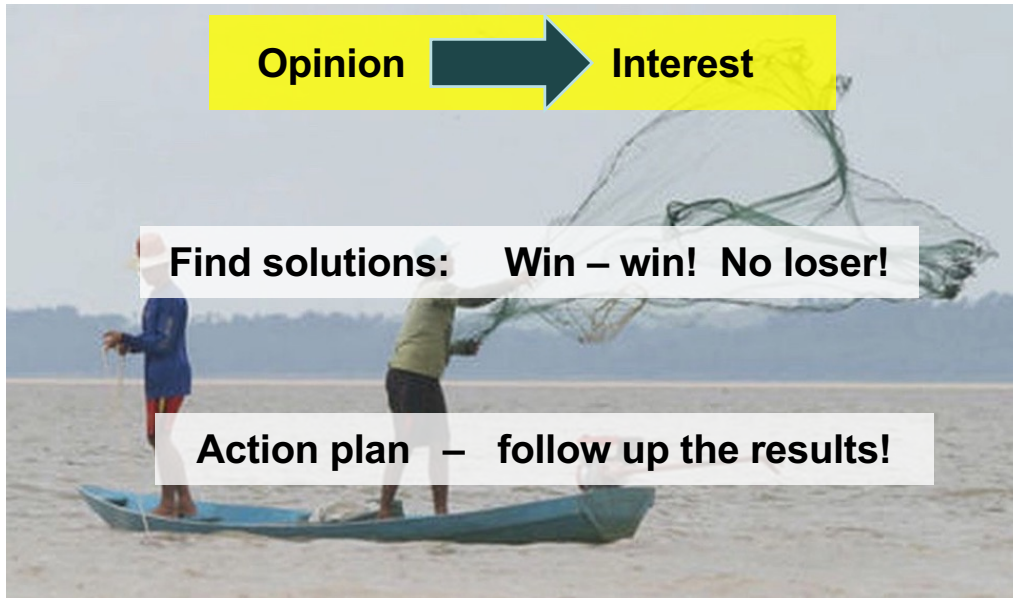 Opinion Interest
Find solutions: Win – win! No loser!
Action plan – follow up the results!